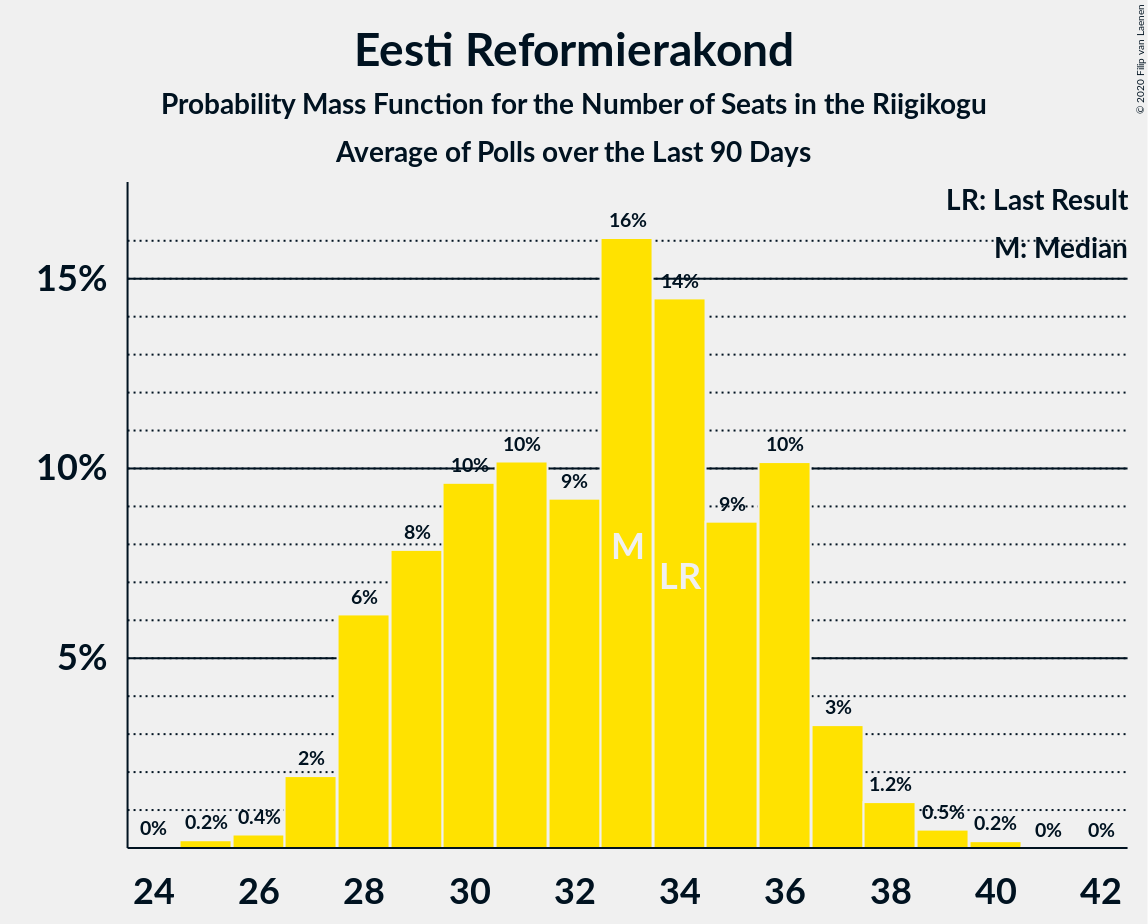 Eesti Reformierakond
Probability Mass Function for the Number of Seats in the Riigikogu
Average of Polls over the Last 90 Days
© 2020 Filip van Laenen
LR: Last Result
M: Median
15%
10%
5%
0%
0.2%
0.4%
2%
6%
8%
10%
10%
9%
16%
14%
9%
10%
3%
1.2%
0.5%
0.2%
0%
0%
M
LR
24 26 28 30 32 34 36 38 40 42